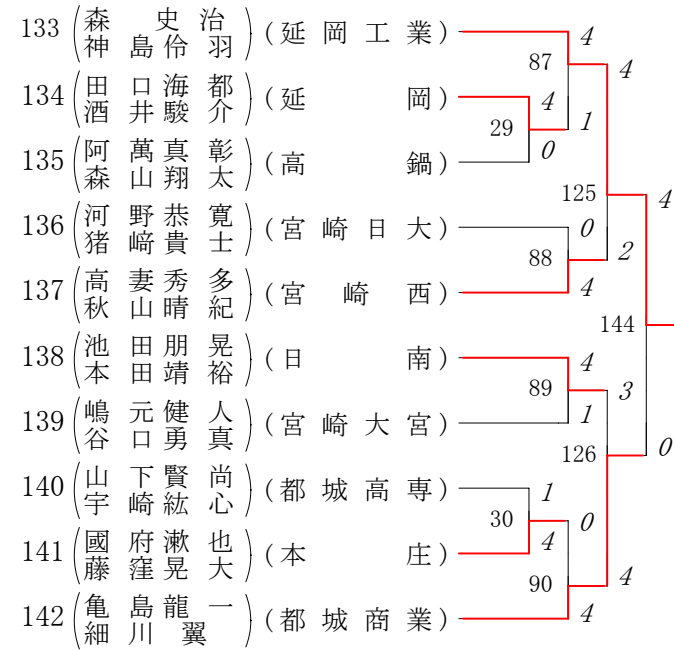 133 (森 史 治 / 神 島 伶 羽) (延 岡 工 業) 4
87 4
134 (田 口 海 都 / 酒 井 駿 介) (延 岡) 4
29 1
135 (阿 萬 真 彰 / 森 山 翔 太) (高 鍋) 0
125 4
136 (河 野 恭 寛 / 猪 﨑 貴 士) (宮 崎 日 大) 0
88 2
137 (高 妻 秀 多 / 秋 山 晴 紀) (宮 崎 西) 4
144
138 (池 田 朋 晃 / 本 田 靖 裕) (日 南) 4
89 3
139 (嶋 元 健 人 / 谷 口 勇 真) (宮 崎 大 宮) 1
126 0
140 (山 下 賢 尚 / 宇 崎 紘 心) (都 城 高 専) 1
30 0
141 (國 府 漱 也 / 藤 窪 晃 大) (本 庄) 4
90 4
142 (亀 島 龍 一 / 細 川 翼) (都 城 商 業) 4